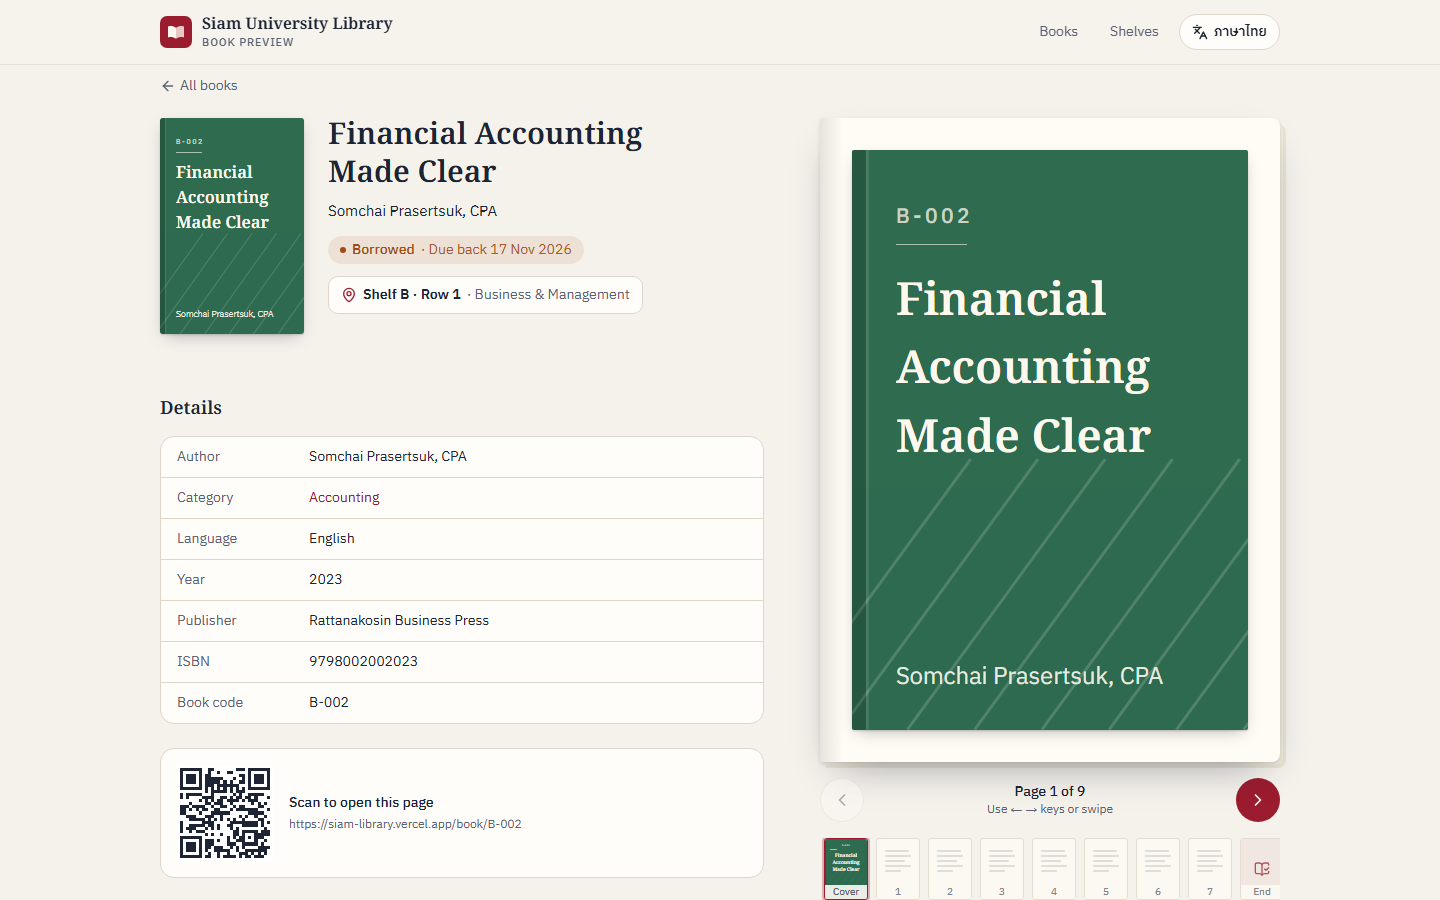 Siam University Library
BOOK PREVIEW
Books
Shelves
ภาษาไทย
All books
B-002
Financial
Accounting
Made Clear
Somchai Prasertsuk, CPA
Financial Accounting
Made Clear
Somchai Prasertsuk, CPA
Borrowed · Due back 17 Nov 2026
Shelf B · Row 1 · Business & Management
Details
Author Somchai Prasertsuk, CPA
Category Accounting
Language English
Year 2023
Publisher Rattanakosin Business Press
ISBN 9798002002023
Book code B-002
Scan to open this page
https://siam-library.vercel.app/book/B-002
B-002
Financial
Accounting
Made Clear
Somchai Prasertsuk, CPA
Page 1 of 9
Use ← → keys or swipe
Financial
Accounting
Made Clear
Cover
1
2
3
4
5
6
7
End